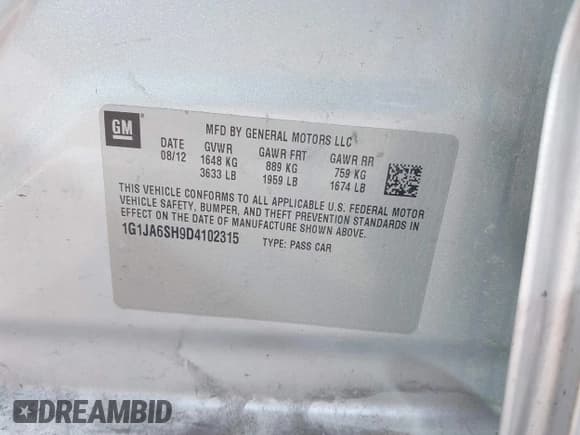 GM
MFD BY GENERAL MOTORS LLC
DATE GVWR GAWR FRT GAWR RR
08/12 1648 KG 889 KG 759 KG
3633 LB 1959 LB 1674 LB
THIS VEHICLE CONFORMS TO ALL APPLICABLE U.S. FEDERAL MOTOR
VEHICLE SAFETY, BUMPER, AND THEFT PREVENTION STANDARDS IN
EFFECT ON THE DATE OF MANUFACTURE SHOWN ABOVE.
1G1JA6SH9D4102315 TYPE: PASS CAR
DREAMBID